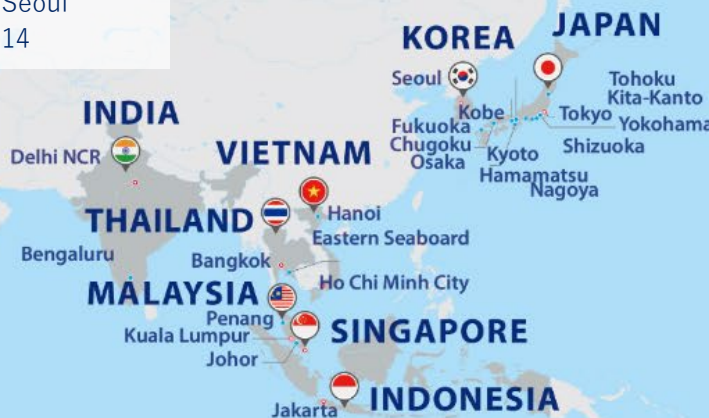 Seoul
14
KOREA
JAPAN
Seoul
Tohoku
Kita-Kanto
Kobe
Tokyo
Yokohama
Fukuoka
Chugoku
Osaka
Kyoto
Shizuoka
Hamamatsu
Nagoya
INDIA
Delhi NCR
VIETNAM
Hanoi
THAILAND
Eastern Seaboard
Bengaluru
Bangkok
Ho Chi Minh City
MALAYSIA
Penang
Kuala Lumpur
SINGAPORE
Johor
INDONESIA
Jakarta